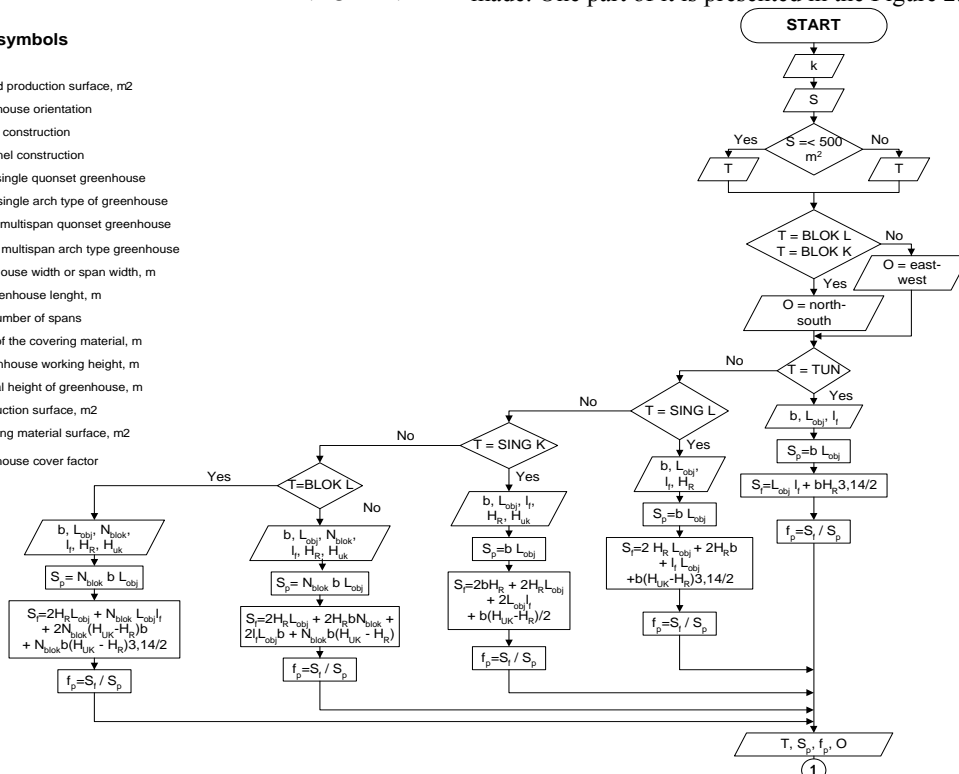 made. One part of it is presented in the Figure 2
symbols
production surface, m2
orientation
construction
construction
single quonset greenhouse
single arch type of greenhouse
multispan quonset greenhouse
multispan arch type greenhouse
width or span width, m
lenght, m
of spans
of the covering material, m
working height, m
height of greenhouse, m
surface, m2
material surface, m2
cover factor
START
k
S
Yes
S =< 500
m2
No
T
T
T = BLOK L
T = BLOK K
No
O = east-
west
Yes
O = north-
south
T = TUN
No
Yes
b, Lobj, lf
Sp=b Lobj
Sf=Lobj lf + bHR3,14/2
fp=Sf / Sp
T = SING L
No
Yes
b, Lobj,
lf, HR
Sp=b Lobj
Sf=2 HR Lobj + 2HRb
+ lf Lobj
+b(HUK-HR)3,14/2
fp=Sf / Sp
T = SING K
No
Yes
b, Lobj, lf,
HR, Huk
Sp=b Lobj
Sf=2bHR + 2HRLobj
+ 2Lobjlf
+ b(HUK-HR)/2
fp=Sf / Sp
T=BLOK L
Yes
No
b, Lobj, Nblok,
lf, HR, Huk
Sp= Nblok b Lobj
Sf=2HRLobj + 2HRbNblok +
2lfLobjb + Nblokb(HUK - HR)
fp=Sf / Sp
b, Lobj, Nblok,
lf, HR, Huk
Sp= Nblok b Lobj
Sf=2HRLobj + Nblok Lobjlf
+ 2Nblok(HUK-HR)b
+ Nblokb(HUK - HR)3,14/2
fp=Sf / Sp
T, Sp, fp, O
1